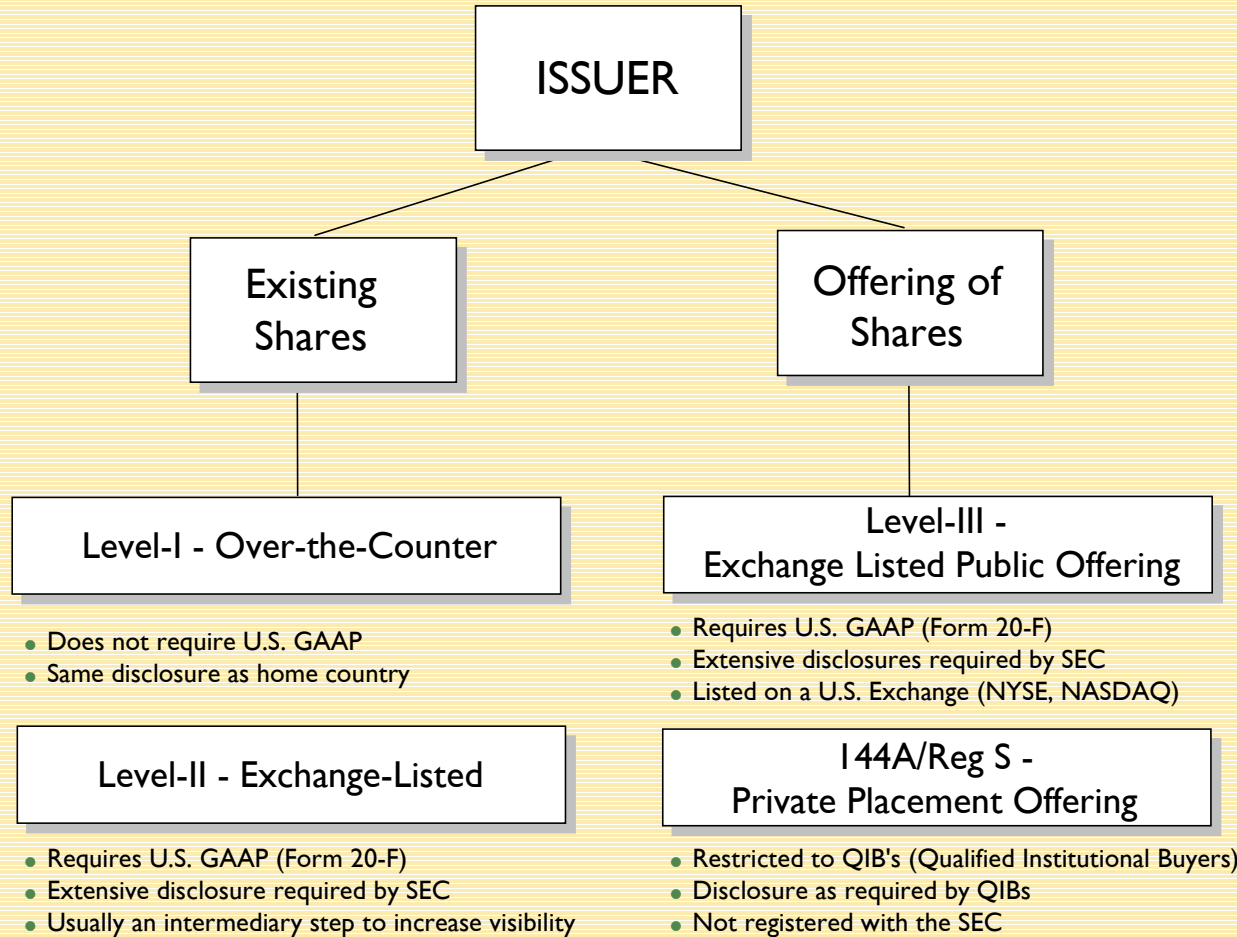 ISSUER
Existing
Shares
Offering of
Shares
Level-I - Over-the-Counter
• Does not require U.S. GAAP
• Same disclosure as home country
Level-II - Exchange-Listed
• Requires U.S. GAAP (Form 20-F)
• Extensive disclosure required by SEC
• Usually an intermediary step to increase visibility
Level-III -
Exchange Listed Public Offering
• Requires U.S. GAAP (Form 20-F)
• Extensive disclosures required by SEC
• Listed on a U.S. Exchange (NYSE, NASDAQ)
144A/Reg S -
Private Placement Offering
• Restricted to QIB's (Qualified Institutional Buyers)
• Disclosure as required by QIBs
• Not registered with the SEC